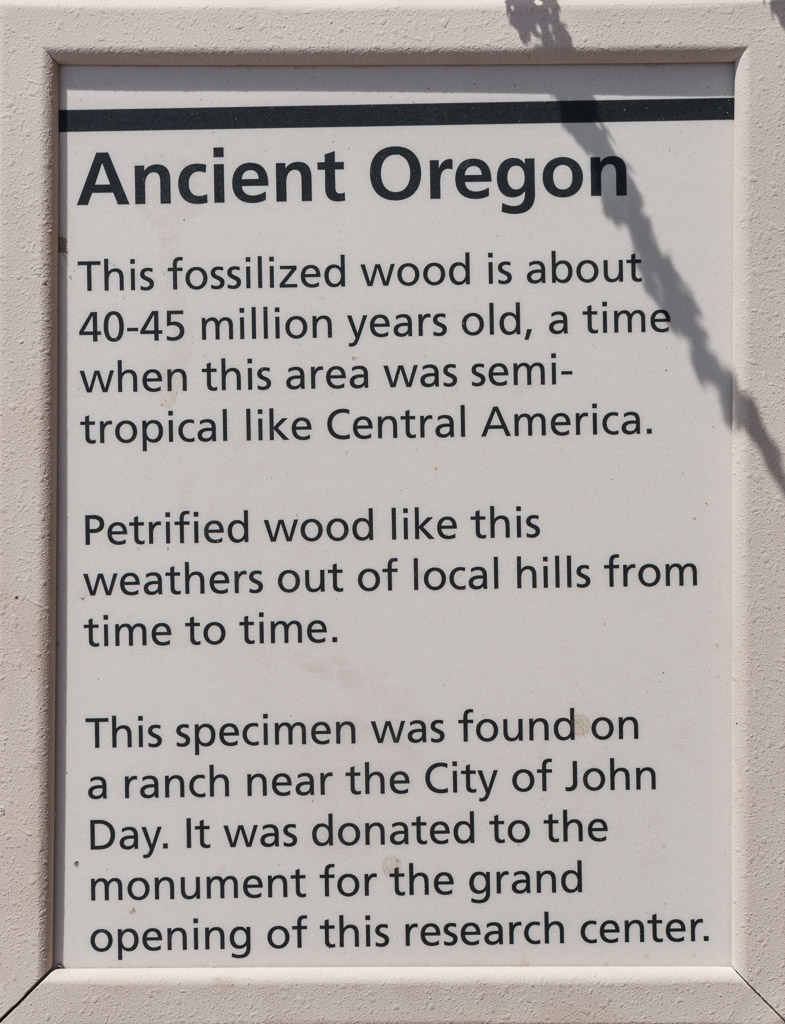 Ancient Oregon
This fossilized wood is about
40-45 million years old, a time
when this area was semi-
tropical like Central America.
Petrified wood like this
weathers out of local hills from
time to time.
This specimen was found on
a ranch near the City of John
Day. It was donated to the
monument for the grand
opening of this research center.